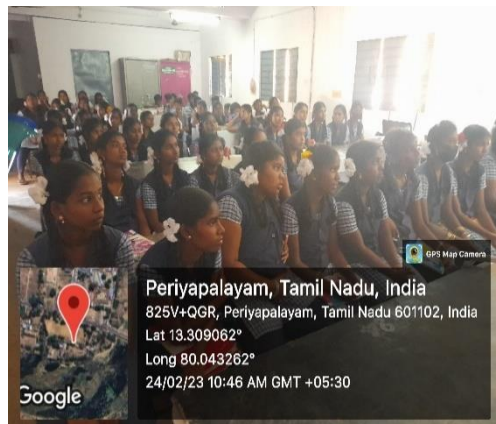 GPS Map Camera
Periyapalayam, Tamil Nadu, India
825V+QGR, Periyapalayam, Tamil Nadu 601102, India
Lat 13.309062°
Long 80.043262°
24/02/23 10:46 AM GMT +05:30
Google